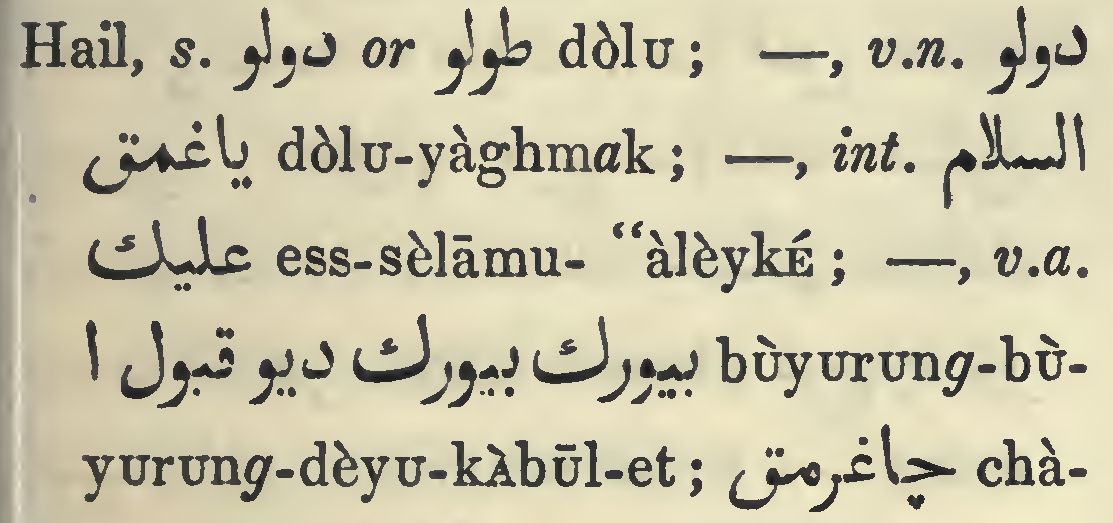 Hail, s. دولو or طولو dòlʊ; —, v.n. دولو
ياغمق dòlʊ-yàghmak; —, int. السلام
عليك ess-sèlāmu- “àlèykÉ; —, v.a.
بيورك بيورك ديو قبول ا bùyʊrʊng-bʊ̀-
yʊrʊng-dèyʊ-kÀbʊ̄l-et; چاغرمق chà-